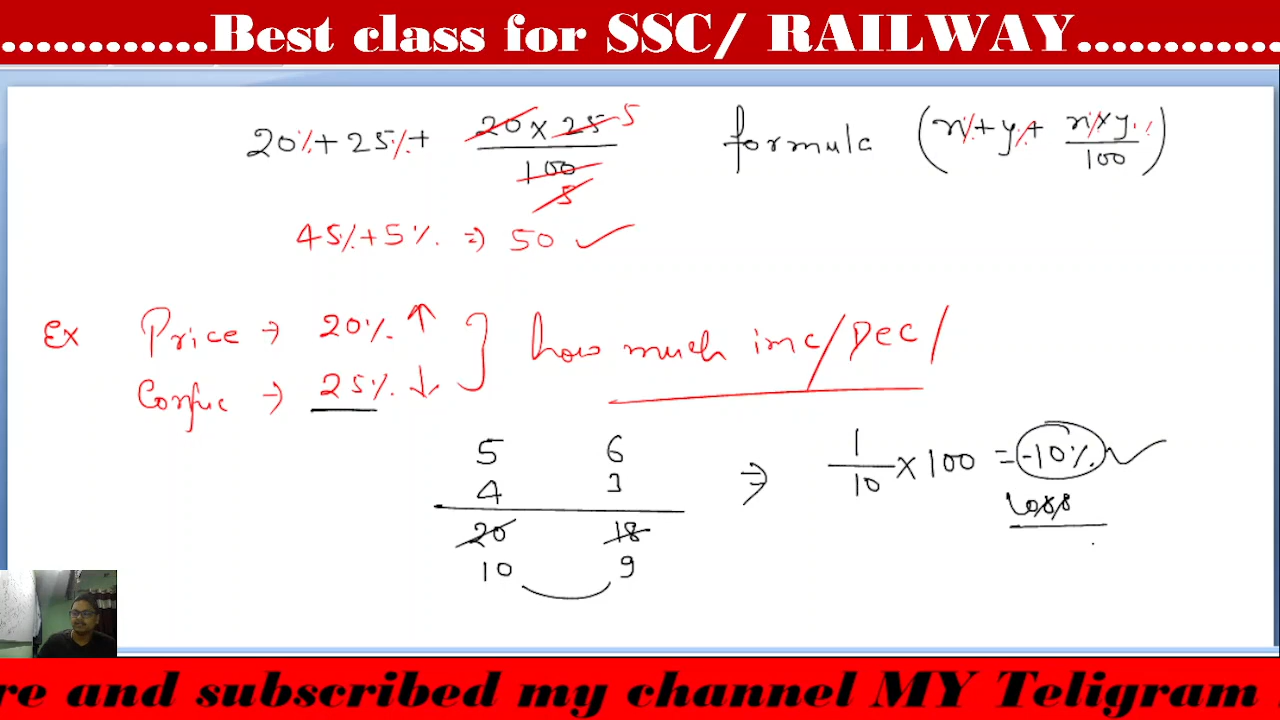 ............Best class for SSC/ RAILWAY............
20% + 25% + 20 × 25 / 100 5 5
formula (x% + y% + x% × y% / 100)
45% + 5% ⇒ 50 ✓
Ex Price → 20% ↑ } how much inc/Dec/
→ 25% ↓
5 6
4 3
20 18
10 9
⇒ 1/10 × 100 = -10% ✓
loss
re and subscribed my channel MY Teligram